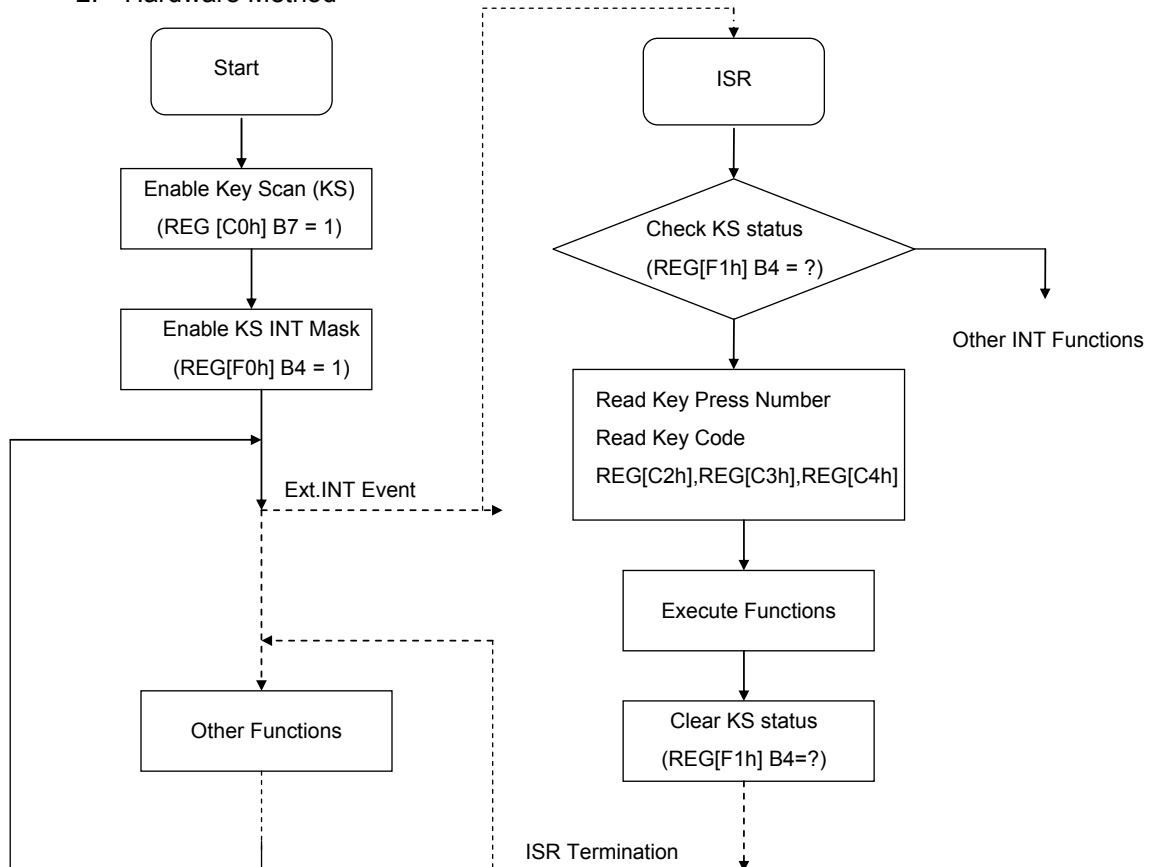 2. Hardware Method
Start
Enable Key Scan (KS)
(REG [C0h] B7 = 1)
Enable KS INT Mask
(REG[F0h] B4 = 1)
Ext.INT Event
Other Functions
ISR
Check KS status
(REG[F1h] B4 = ?)
Other INT Functions
Read Key Press Number
Read Key Code
REG[C2h],REG[C3h],REG[C4h]
Execute Functions
Clear KS status
(REG[F1h] B4=?)
ISR Termination